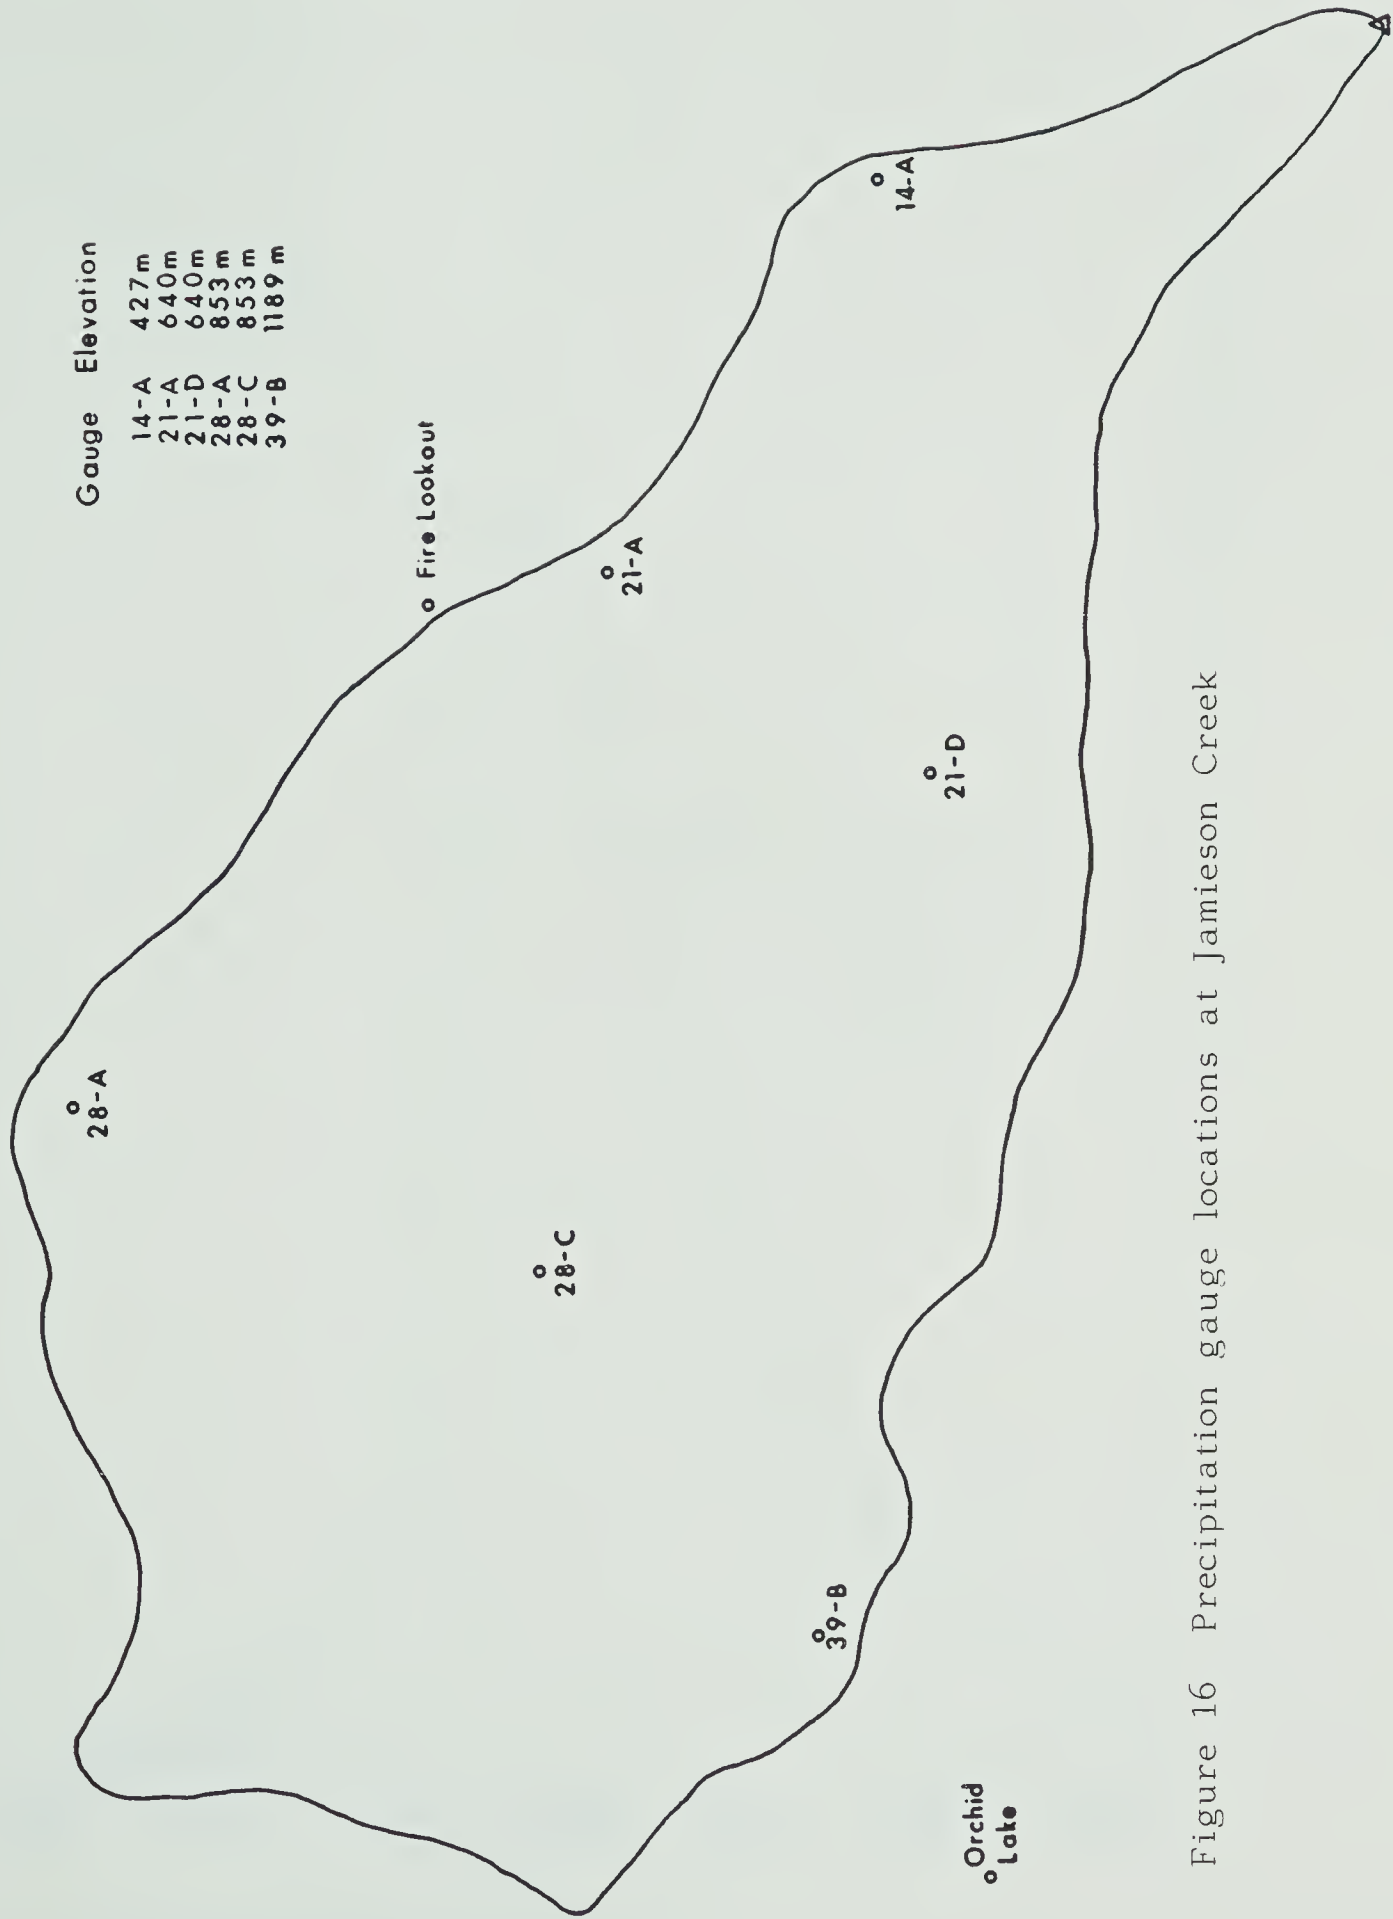 Gauge Elevation
14-A 427m
21-A 640m
21-D 640m
28-A 853m
28-C 853m
39-B 1189m
Fire Lookout
28-A
21-A
14-A
28-C
21-D
39-B
Orchid
Lake
Figure 16 Precipitation gauge locations at Jamieson Creek